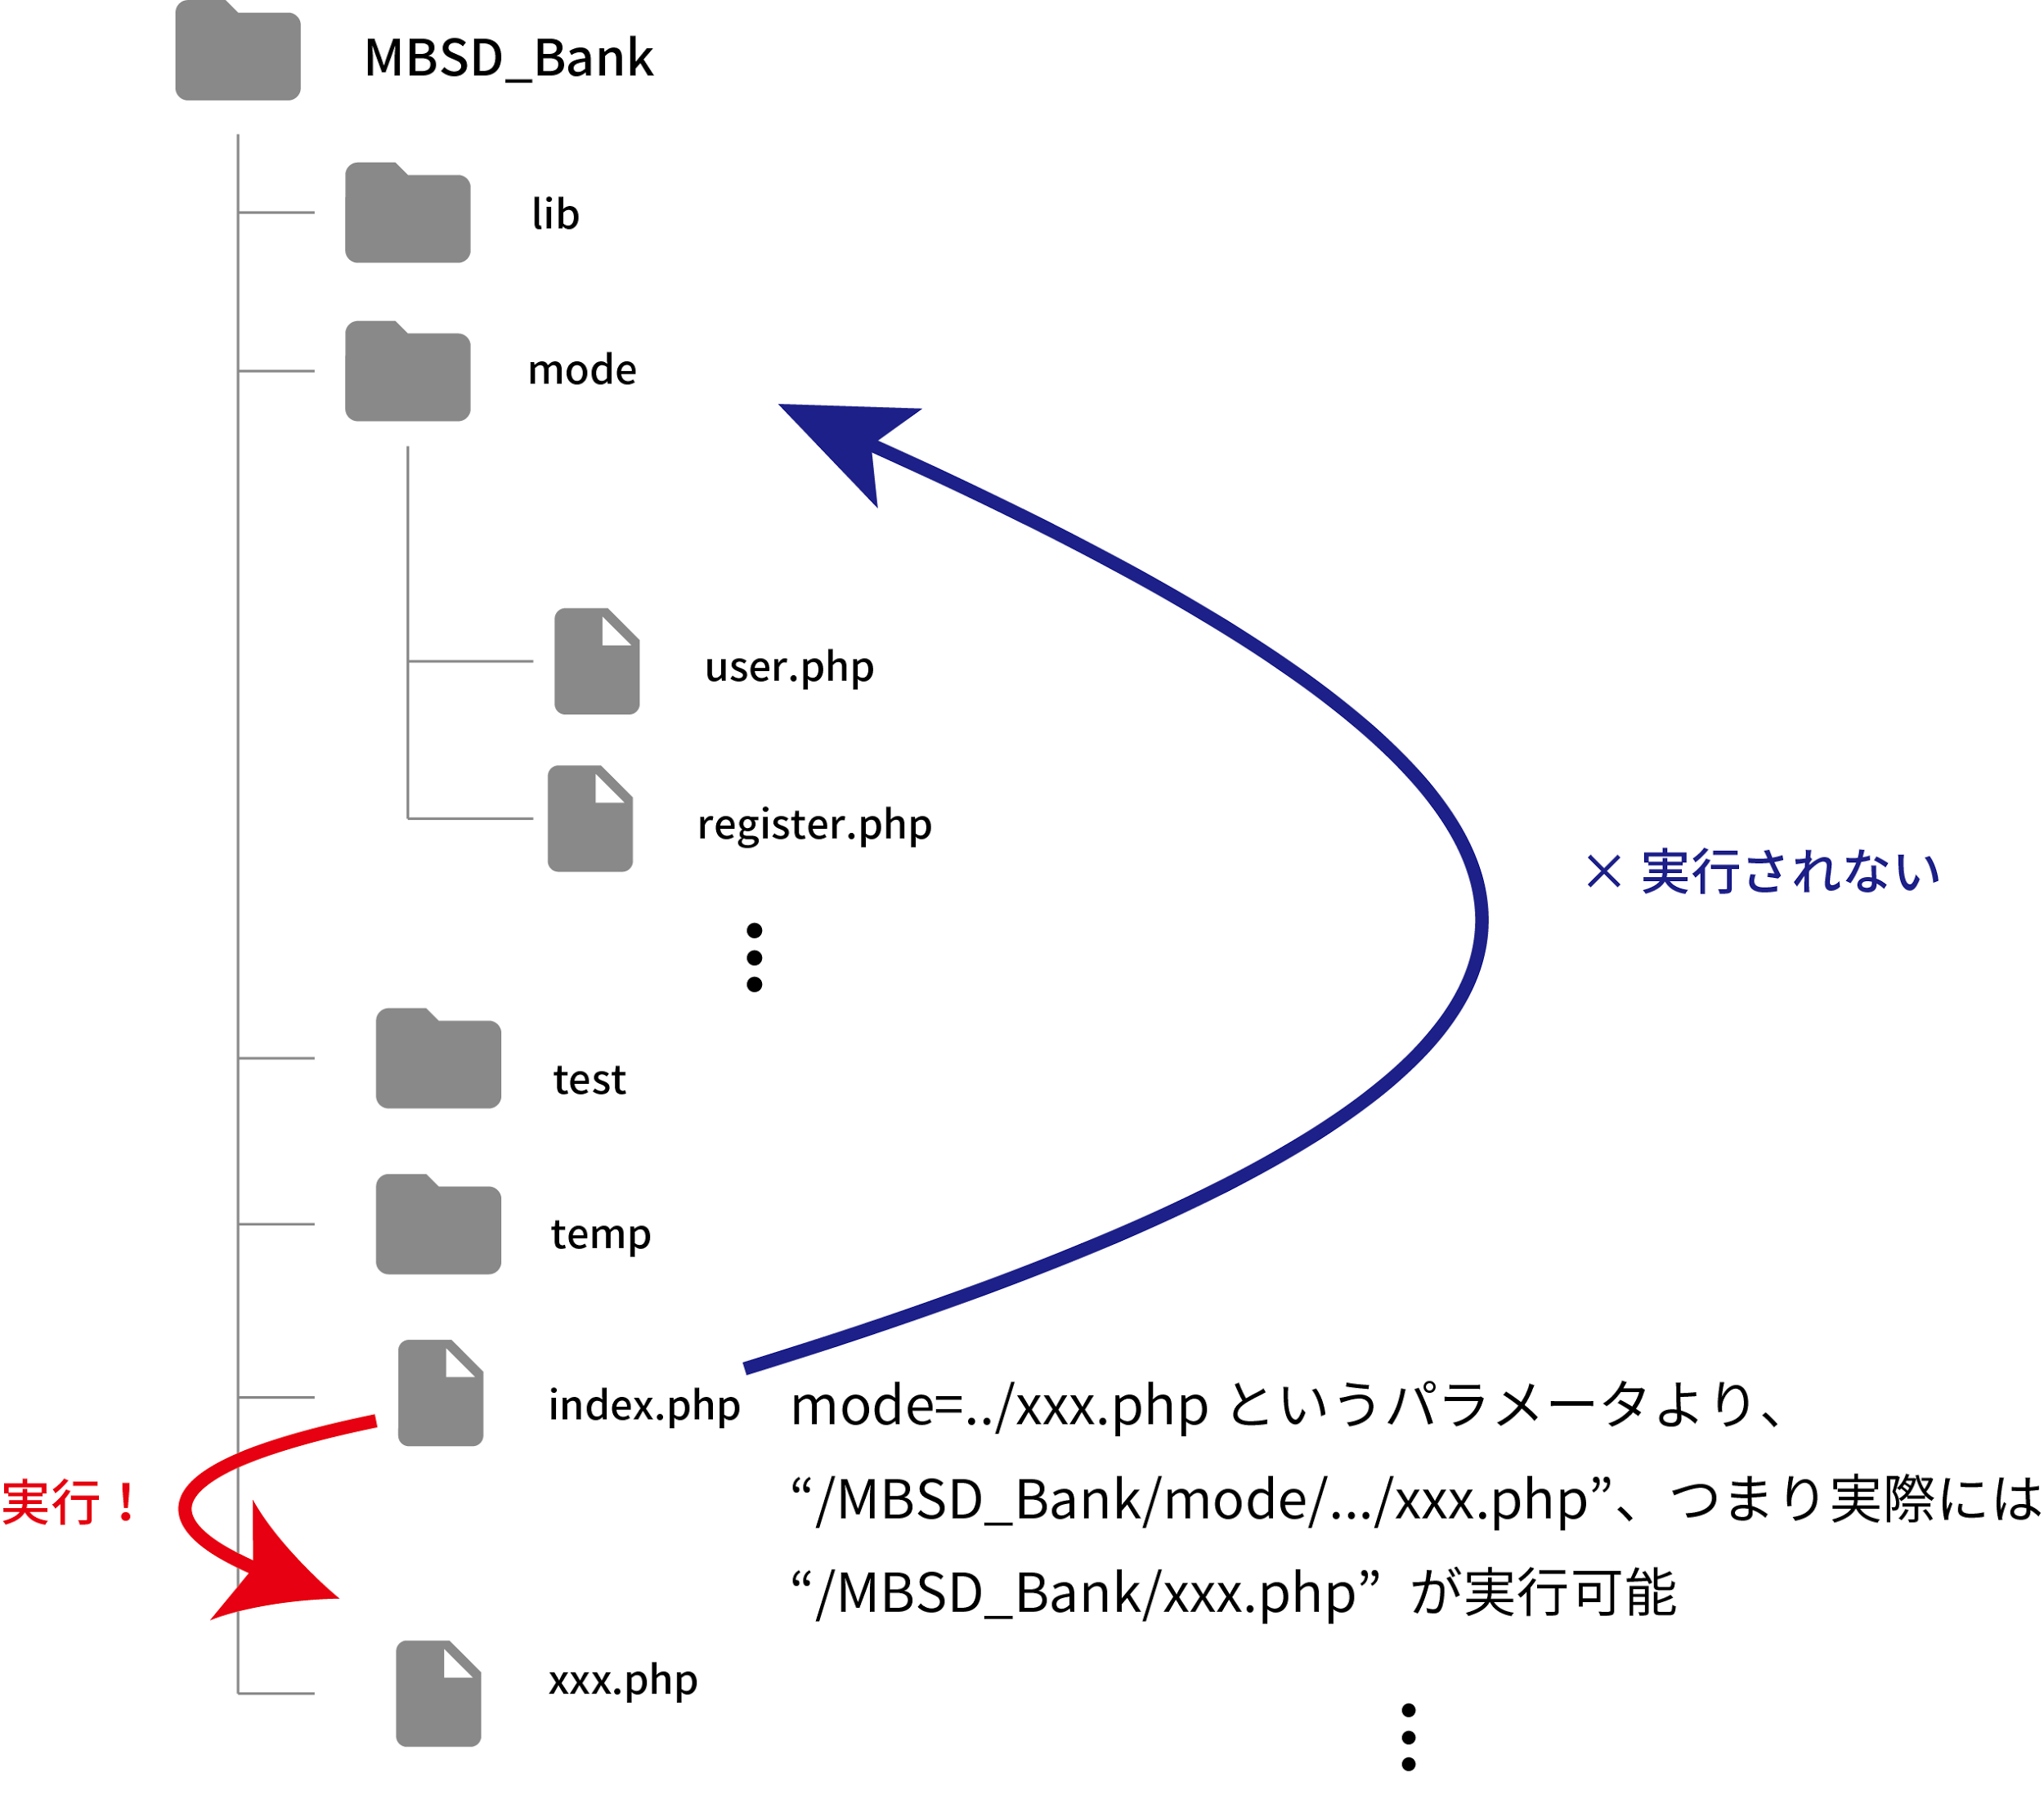 MBSD_Bank
lib
mode
user.php
register.php
× 実行されない
test
temp
index.php
mode=../xxx.php というパラメータより、
“/MBSD_Bank/mode/.../xxx.php”、つまり実際には
“/MBSD_Bank/xxx.php” が実行可能
実行！
xxx.php